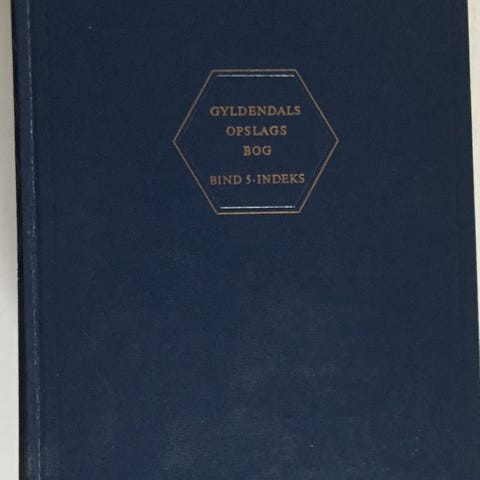 GYLDENDALS
OPSLAGS
BOG
BIND 5·INDEKS